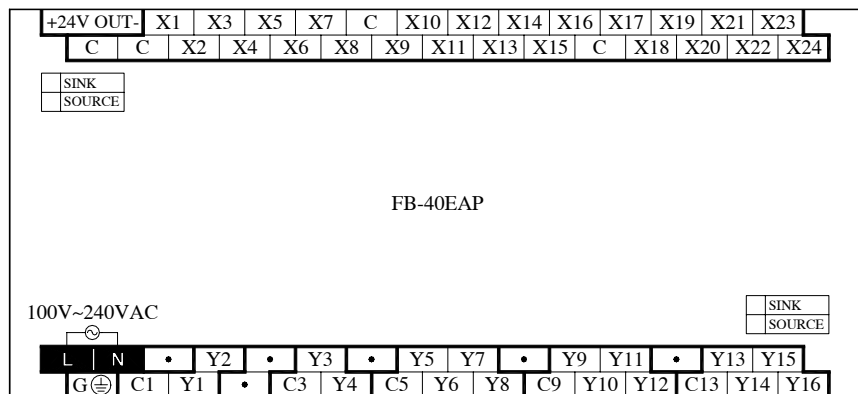 +24V OUT- X1 X3 X5 X7 C X10 X12 X14 X16 X17 X19 X21 X23
C C X2 X4 X6 X8 X9 X11 X13 X15 C X18 X20 X22 X24
SINK
SOURCE
FB-40EAP
SINK
SOURCE
100V~240VAC
L N • Y2 • Y3 • Y5 Y7 • Y9 Y11 • Y13 Y15
G C1 Y1 • C3 Y4 C5 Y6 Y8 C9 Y10 Y12 C13 Y14 Y16